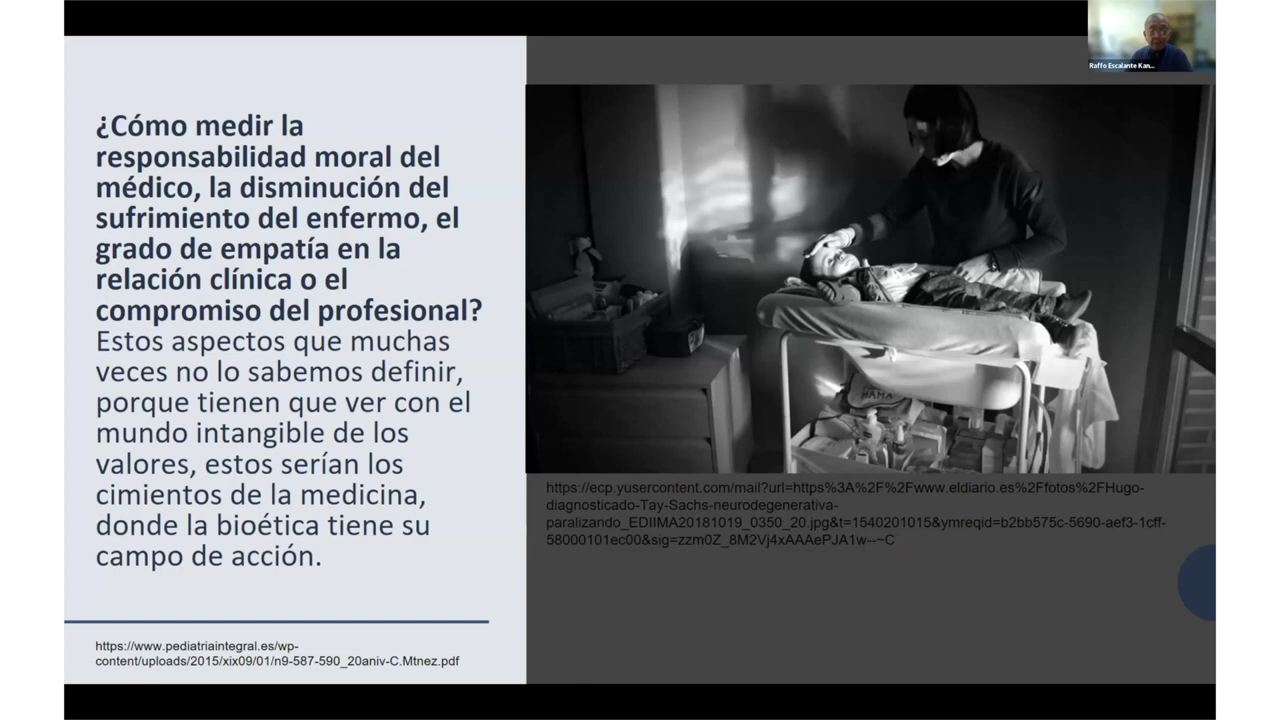 Raffo Escalante Kan...
¿Cómo medir la
responsabilidad moral del
médico, la disminución del
sufrimiento del enfermo, el
grado de empatía en la
relación clínica o el
compromiso del profesional?
Estos aspectos que muchas
veces no lo sabemos definir,
porque tienen que ver con el
mundo intangible de los
valores, estos serían los
cimientos de la medicina,
donde la bioética tiene su
campo de acción.
https://www.pediatriaintegral.es/wp-
content/uploads/2015/xix09/01/n9-587-590_20aniv-C.Mtnez.pdf
MAMA
https://ecp.yusercontent.com/mail?url=https%3A%2F%2Fwww.eldiario.es%2Ffotos%2FHugo-
diagnosticado-Tay-Sachs-neurodegenerativa-
paralizando_EDIIMA20181019_0350_20.jpg&t=1540201015&ymreqid=b2bb575c-5690-aef3-1cff-
58000101ec00&sig=zzm0Z_8M2Vj4xAAAePJA1w--~C